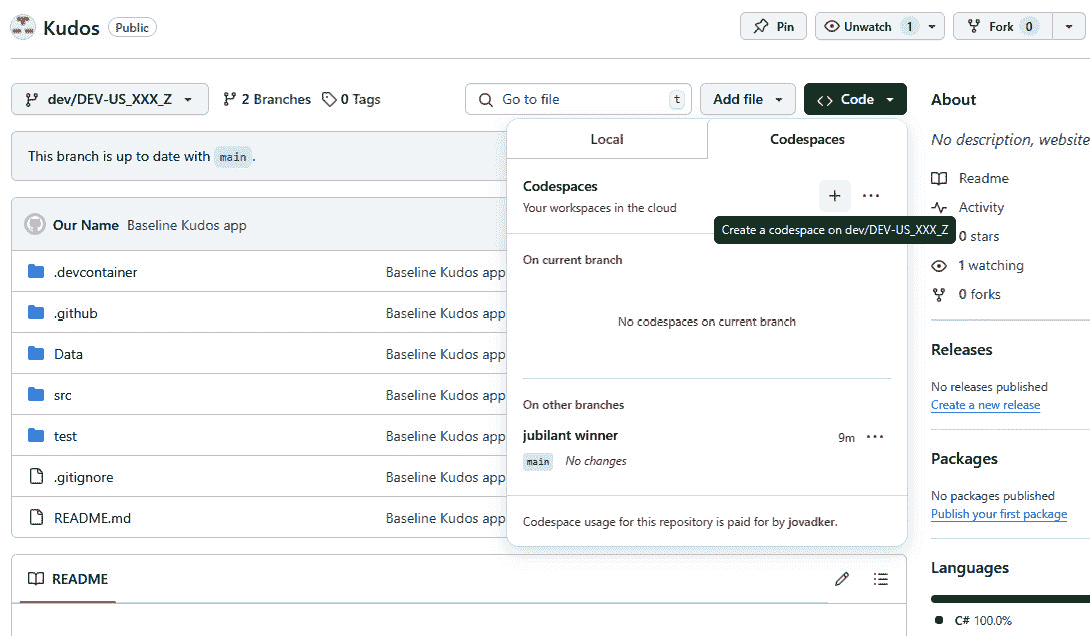 Kudos Public Pin Unwatch 1 Fork 0
dev/DEV-US_XXX_Z 2 Branches 0 Tags Go to file t Add file Code
This branch is up to date with main .
Our Name Baseline Kudos app
.devcontainer Baseline Kudos app
.github Baseline Kudos app
Data Baseline Kudos app
src Baseline Kudos app
test Baseline Kudos app
.gitignore Baseline Kudos app
README.md Baseline Kudos app
README
Local Codespaces
Codespaces
Your workspaces in the cloud
Create a codespace on dev/DEV-US_XXX_Z
On current branch
No codespaces on current branch
On other branches
jubilant winner 9m
main No changes
Codespace usage for this repository is paid for by jovadker.
About
No description, website
Readme
Activity
0 stars
1 watching
0 forks
Releases
No releases published
Create a new release
Packages
No packages published
Publish your first package
Languages
C# 100.0%